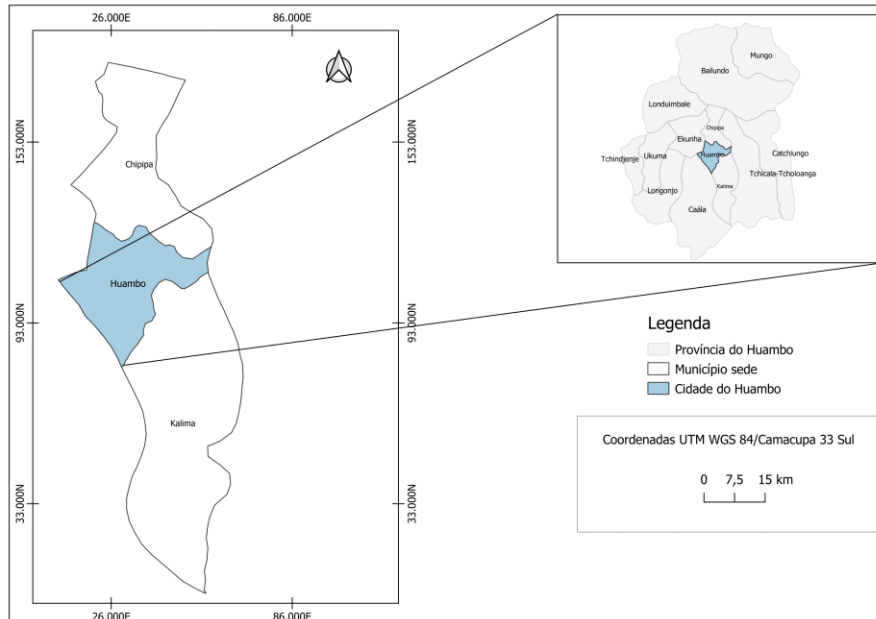 26.000E
86.000E
153.000N
153.000N
Chipipa
Huambo
93.000N
93.000N
Kalima
33.000N
33.000N
26.000E
86.000E
Mungo
Bailundo
Londuimbale
Chipipa
Ekunha
Huambo
Tchindjenje
Ukuma
Catchiungo
Tchicala-Tcholoanga
Longonjo
Kalima
Caála
Legenda
Província do Huambo
Município sede
Cidade do Huambo
Coordenadas UTM WGS 84/Camacupa 33 Sul
0 7,5 15 km